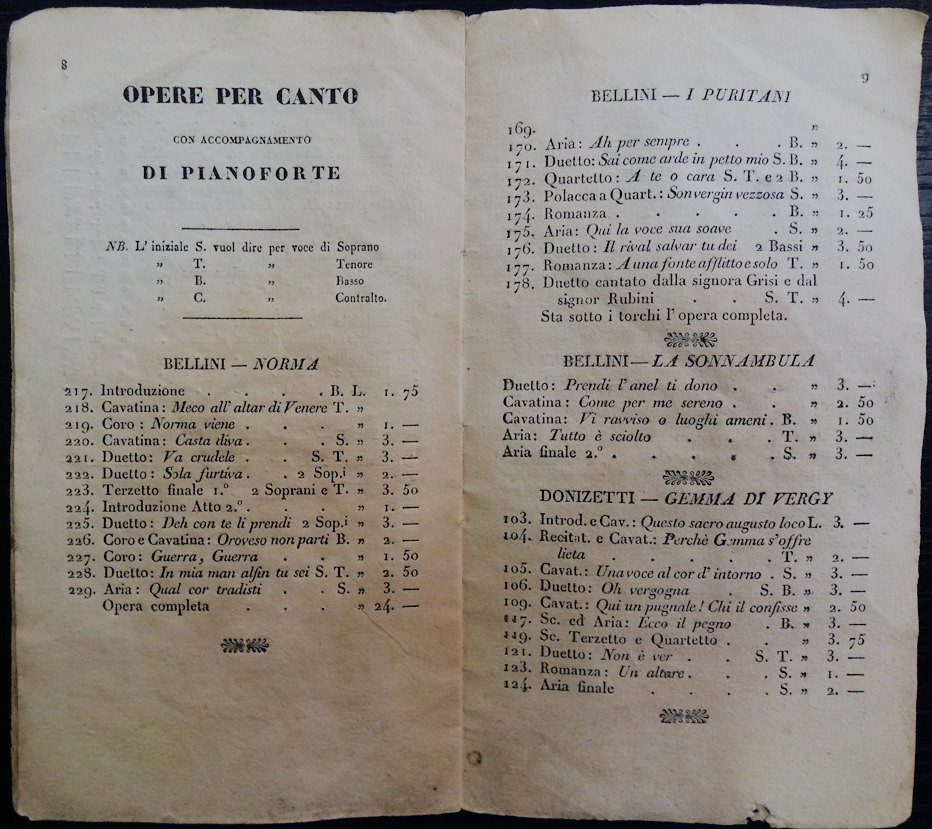 8
OPERE PER CANTO
CON ACCOMPAGNAMENTO
DI PIANOFORTE
NB. L' iniziale S. vuol dire per voce di Soprano
„ T. „ Tenore
„ B. „ Basso
„ C. „ Contralto.
BELLINI — NORMA
217. Introduzione . . . . B. L. 1. 75
218. Cavatina: Meco all' altar di Venere T. „
219. Coro : Norma viene . . . „ 1. —
220. Cavatina: Casta diva . . . S. „ 3. —
221. Duetto: Va crudele . . S. T. „ 3. —
222. Duetto: Sola furtiva . . 2 Sop.i „ 2. —
223. Terzetto finale 1.° 2 Soprani e T. „ 3. 50
224. Introduzione Atto 2.° . . . „ 1. —
225. Duetto: Deh con te li prendi 2 Sop.i „ 3. —
226. Coro e Cavatina: Oroveso non parti B. „ 2. —
227. Coro: Guerra, Guerra . . „ 1. 50
228. Duetto: In mia man alfin tu sei S. T. „ 2. 50
229. Aria: Qual cor tradisti . . S. „ 3. —
Opera completa . . . „ 24. —
9
BELLINI — I PURITANI
169. „
170. Aria: Ah per sempre . . . B. „ 2. —
171. Duetto: Sai come arde in petto mio S. B. „ 4. —
172. Quartetto: A te o cara S. T. e 2 B. „ 1. 50
173. Polacca a Quart.: Son vergin vezzosa S. „ 3. —
174. Romanza . . . . . B. „ 1. 25
175. Aria: Qui la voce sua soave . S. „ 2. —
176. Duetto: Il rival salvar tu dei 2 Bassi „ 3. 50
177. Romanza: A una fonte afflitto e solo T. „ 1. 50
178. Duetto cantato dalla signora Grisi e dal
signor Rubini . . S. T. „ 4. —
Sta sotto i torchi l' opera completa.
BELLINI — LA SONNAMBULA
Duetto: Prendi l' anel ti dono . . „ 3. —
Cavatina: Come per me sereno . . „ 2. 50
Cavatina: Vi ravviso o luoghi ameni . B. „ 1. 50
Aria: Tutto è sciolto . . . T. „ 3. —
Aria finale 2.° . . . . S. „ 3. —
DONIZETTI — GEMMA DI VERGY
103. Introd. e Cav.: Questo sacro augusto loco L. 3. —
104. Recitat. e Cavat.: Perchè Gemma s' offre
lieta . . . . . T. „ 2. —
105. Cavat.: Una voce al cor d' intorno . S. „ 3. —
106. Duetto: Oh vergogna . . S. B. „ 3. —
109. Cavat.: Qui un pugnale! Chi il confisse „ 2. 50
117. Sc. ed Aria: Ecco il pegno . B. „ 3. —
119. Sc. Terzetto e Quartetto . . „ 3. 75
121. Duetto: Non è ver . . S. T. „ 3. —
123. Romanza: Un altare . . . S. „ 1. —
124. Aria finale . . . . S. „ 2. —